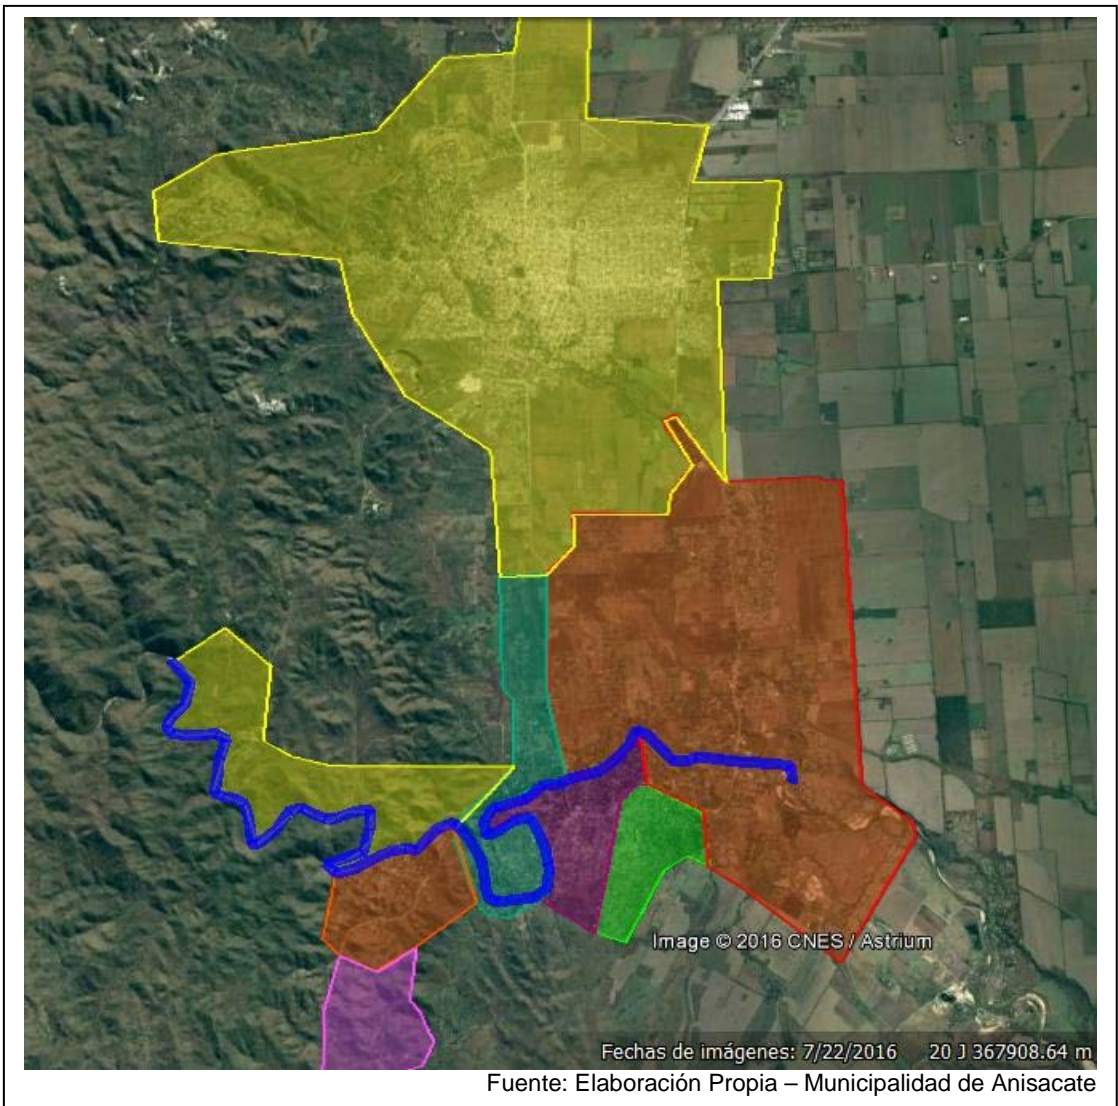 Image © 2016 CNES / Astrium
Fechas de imágenes: 7/22/2016 20 J 367908.64 m
Fuente: Elaboración Propia – Municipalidad de Anisacate